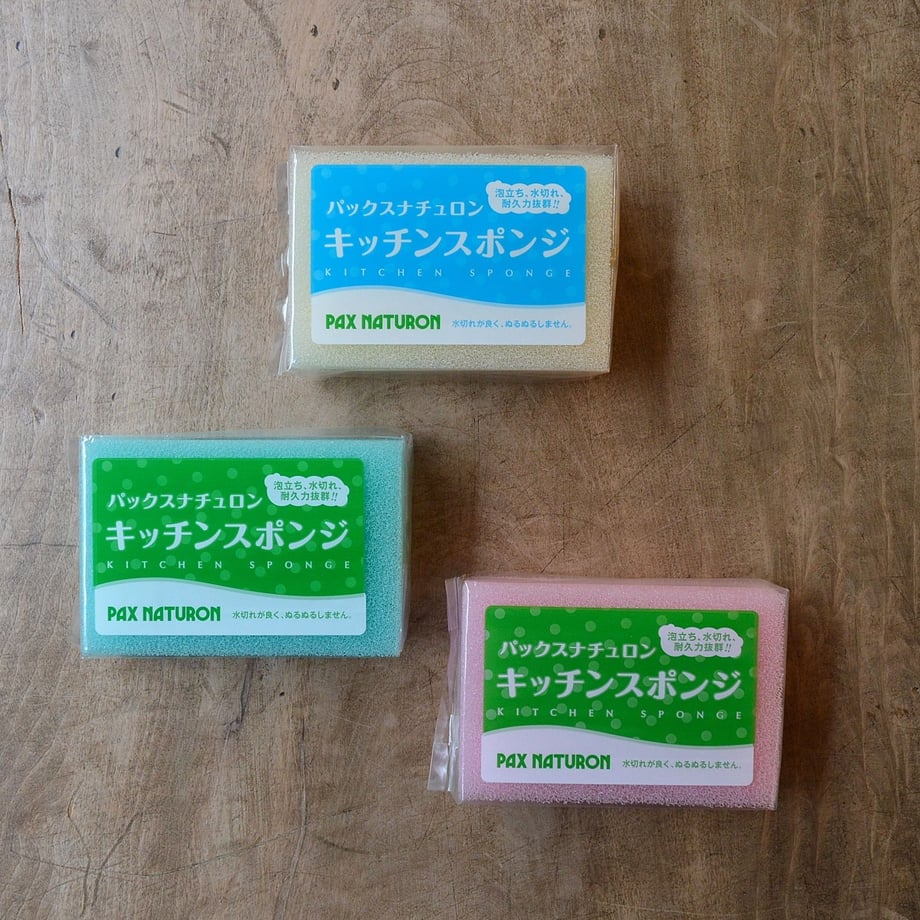 泡立ち、水切れ、
耐久力抜群!!
パックスナチュロン
キッチンスポンジ
KITCHEN SPONGE
PAX NATURON 水切れが良く、ぬるぬるしません。
泡立ち、水切れ、
耐久力抜群!!
パックスナチュロン
キッチンスポンジ
KITCHEN SPONGE
PAX NATURON 水切れが良く、ぬるぬるしません。
泡立ち、水切れ、
耐久力抜群!!
パックスナチュロン
キッチンスポンジ
KITCHEN SPONGE
PAX NATURON 水切れが良く、ぬるぬるしません。